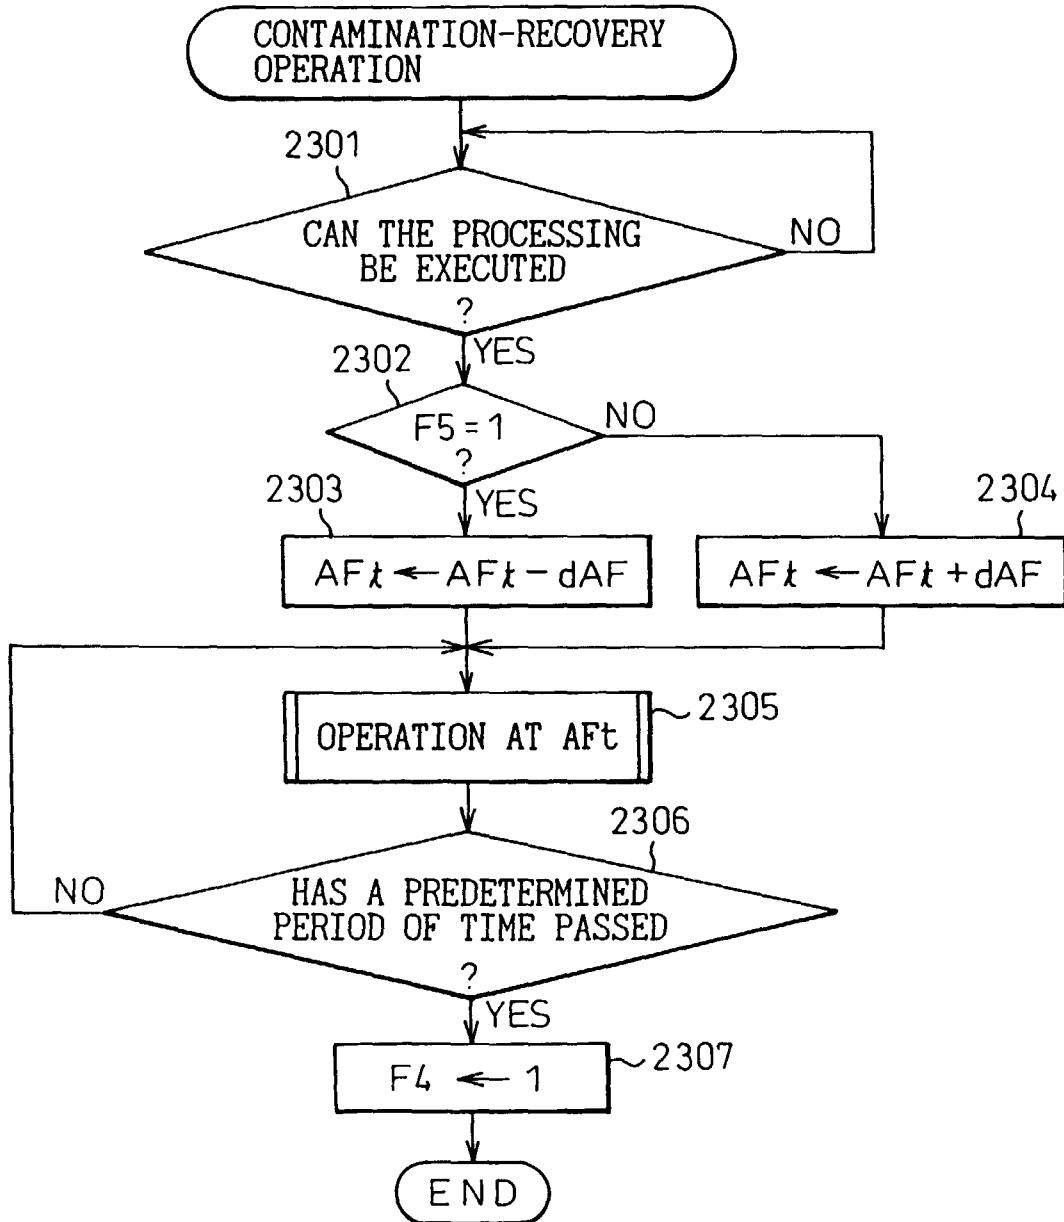 CONTAMINATION-RECOVERY
OPERATION
2301
CAN THE PROCESSING
BE EXECUTED
?
NO
YES
2302
F5 = 1
?
NO
YES
2303
AFt ← AFt - dAF
2304
AFt ← AFt + dAF
OPERATION AT AFt
2305
2306
HAS A PREDETERMINED
PERIOD OF TIME PASSED
?
NO
YES
F4 ← 1
2307
END